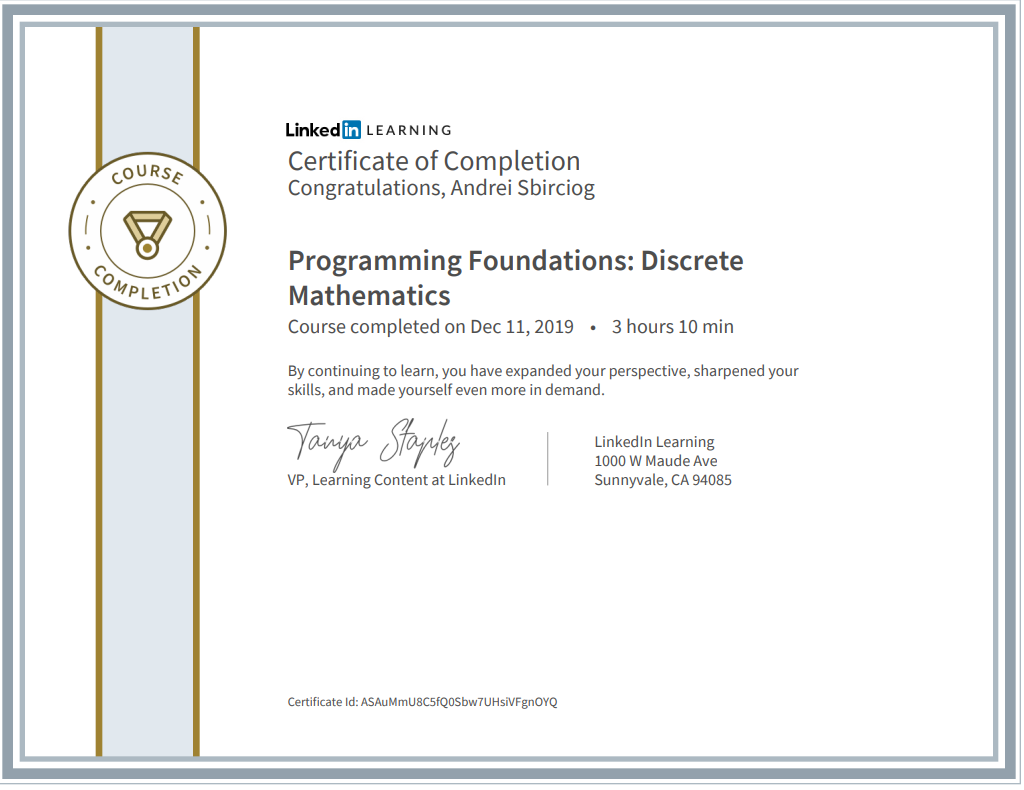 COURSE
COMPLETION
Linked in LEARNING
Certificate of Completion
Congratulations, Andrei Sbirciog
Programming Foundations: Discrete
Mathematics
Course completed on Dec 11, 2019 • 3 hours 10 min
By continuing to learn, you have expanded your perspective, sharpened your
skills, and made yourself even more in demand.
Tanya Staples
VP, Learning Content at LinkedIn
LinkedIn Learning
1000 W Maude Ave
Sunnyvale, CA 94085
Certificate Id: ASAuMmU8C5fQ0Sbw7UHsiVFgnOYQ